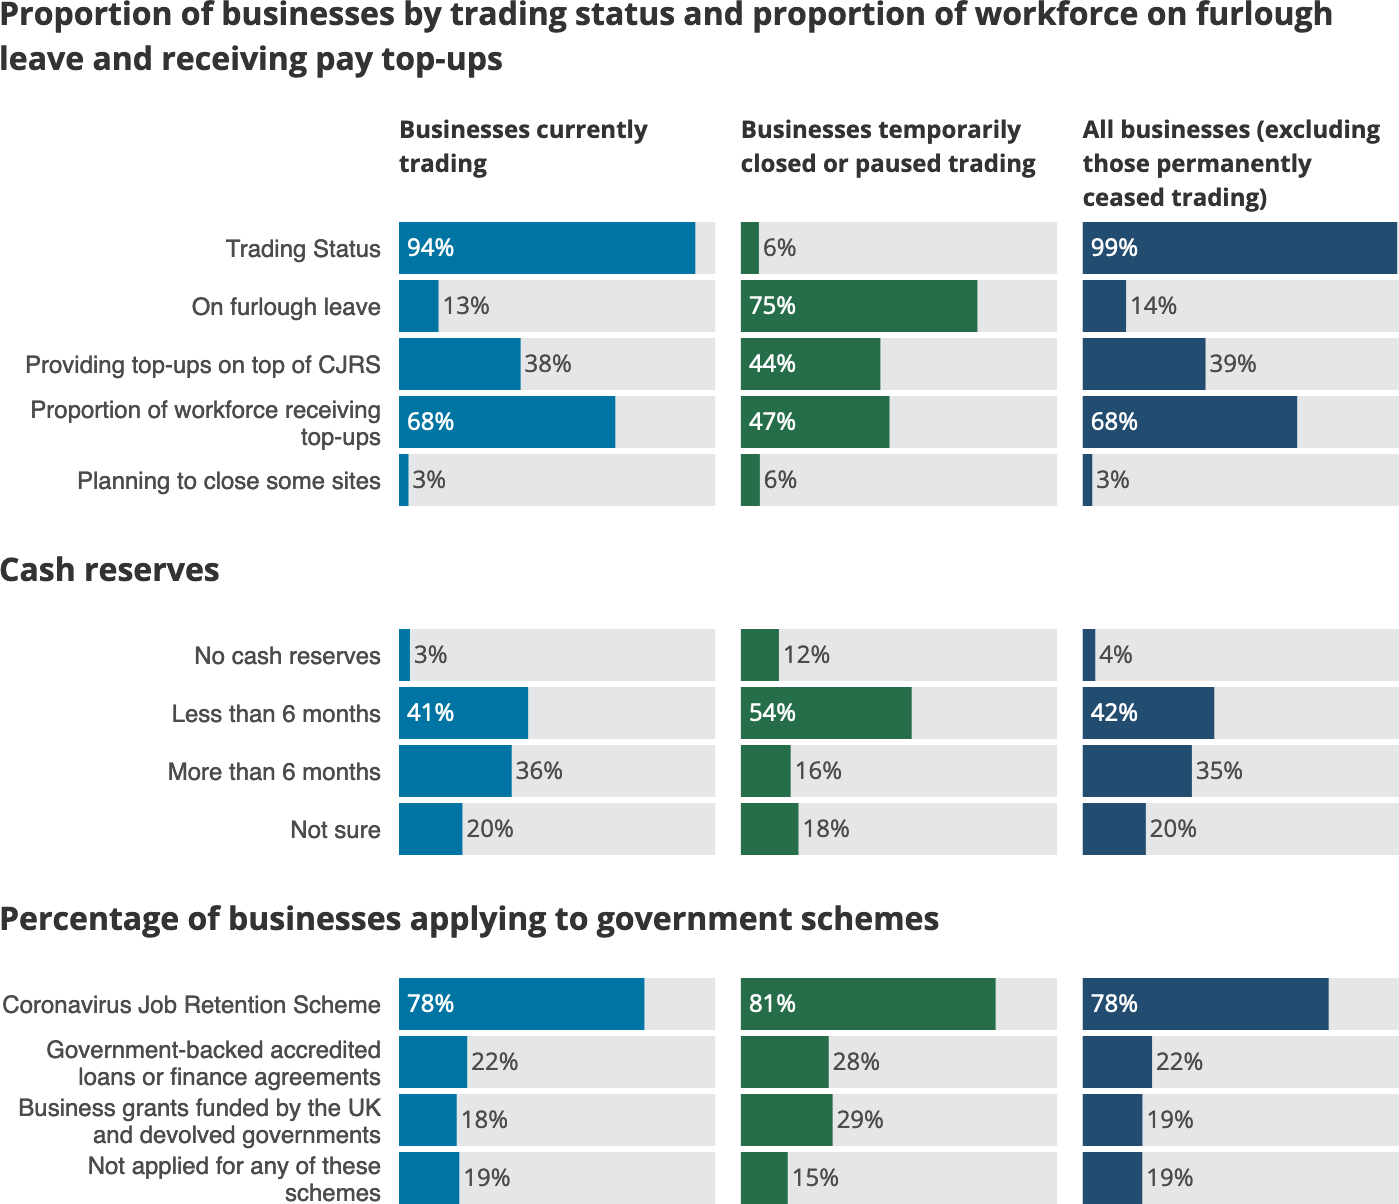 Proportion of businesses by trading status and proportion of workforce on furlough
leave and receiving pay top-ups
Businesses currently
trading
Businesses temporarily
closed or paused trading
All businesses (excluding
those permanently
ceased trading)
Trading Status
94%
6%
99%
On furlough leave
13%
75%
14%
Providing top-ups on top of CJRS
38%
44%
39%
Proportion of workforce receiving
top-ups
68%
47%
68%
Planning to close some sites
3%
6%
3%
Cash reserves
No cash reserves
3%
12%
4%
Less than 6 months
41%
54%
42%
More than 6 months
36%
16%
35%
Not sure
20%
18%
20%
Percentage of businesses applying to government schemes
Coronavirus Job Retention Scheme
78%
81%
78%
Government-backed accredited
loans or finance agreements
22%
28%
22%
Business grants funded by the UK
and devolved governments
18%
29%
19%
Not applied for any of these
schemes
19%
15%
19%